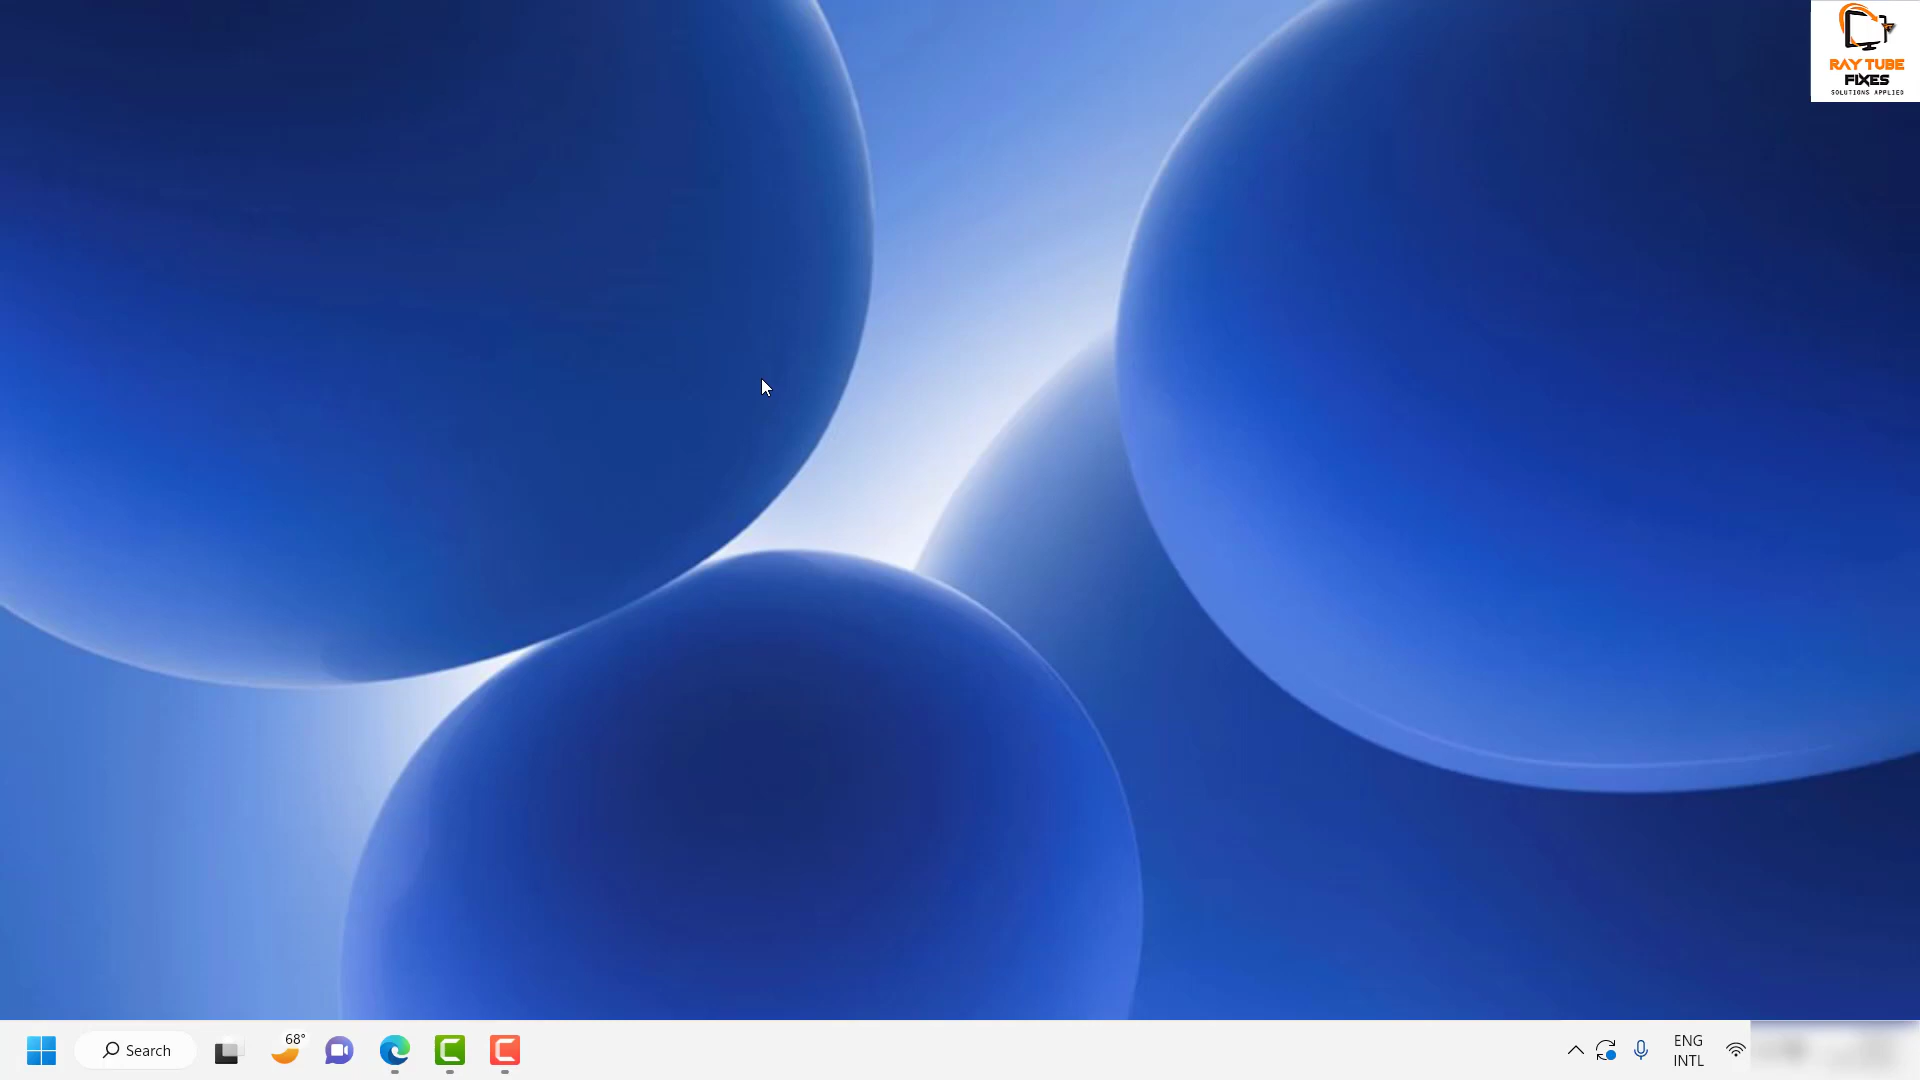 RAY TUBE
FIXES
SOLUTIONS APPLIED
Search
68°
ENG
INTL